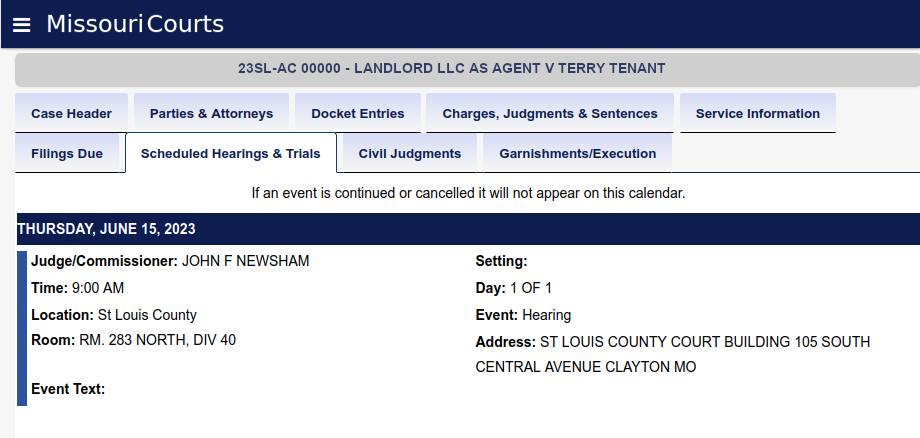 MissouriCourts
23SL-AC 00000 - LANDLORD LLC AS AGENT V TERRY TENANT
Case Header
Parties & Attorneys
Docket Entries
Charges, Judgments & Sentences
Service Information
Filings Due
Scheduled Hearings & Trials
Civil Judgments
Garnishments/Execution
If an event is continued or cancelled it will not appear on this calendar.
THURSDAY, JUNE 15, 2023
Judge/Commissioner: JOHN F NEWSHAM
Time: 9:00 AM
Location: St Louis County
Room: RM. 283 NORTH, DIV 40
Event Text:
Setting:
Day: 1 OF 1
Event: Hearing
Address: ST LOUIS COUNTY COURT BUILDING 105 SOUTH
CENTRAL AVENUE CLAYTON MO